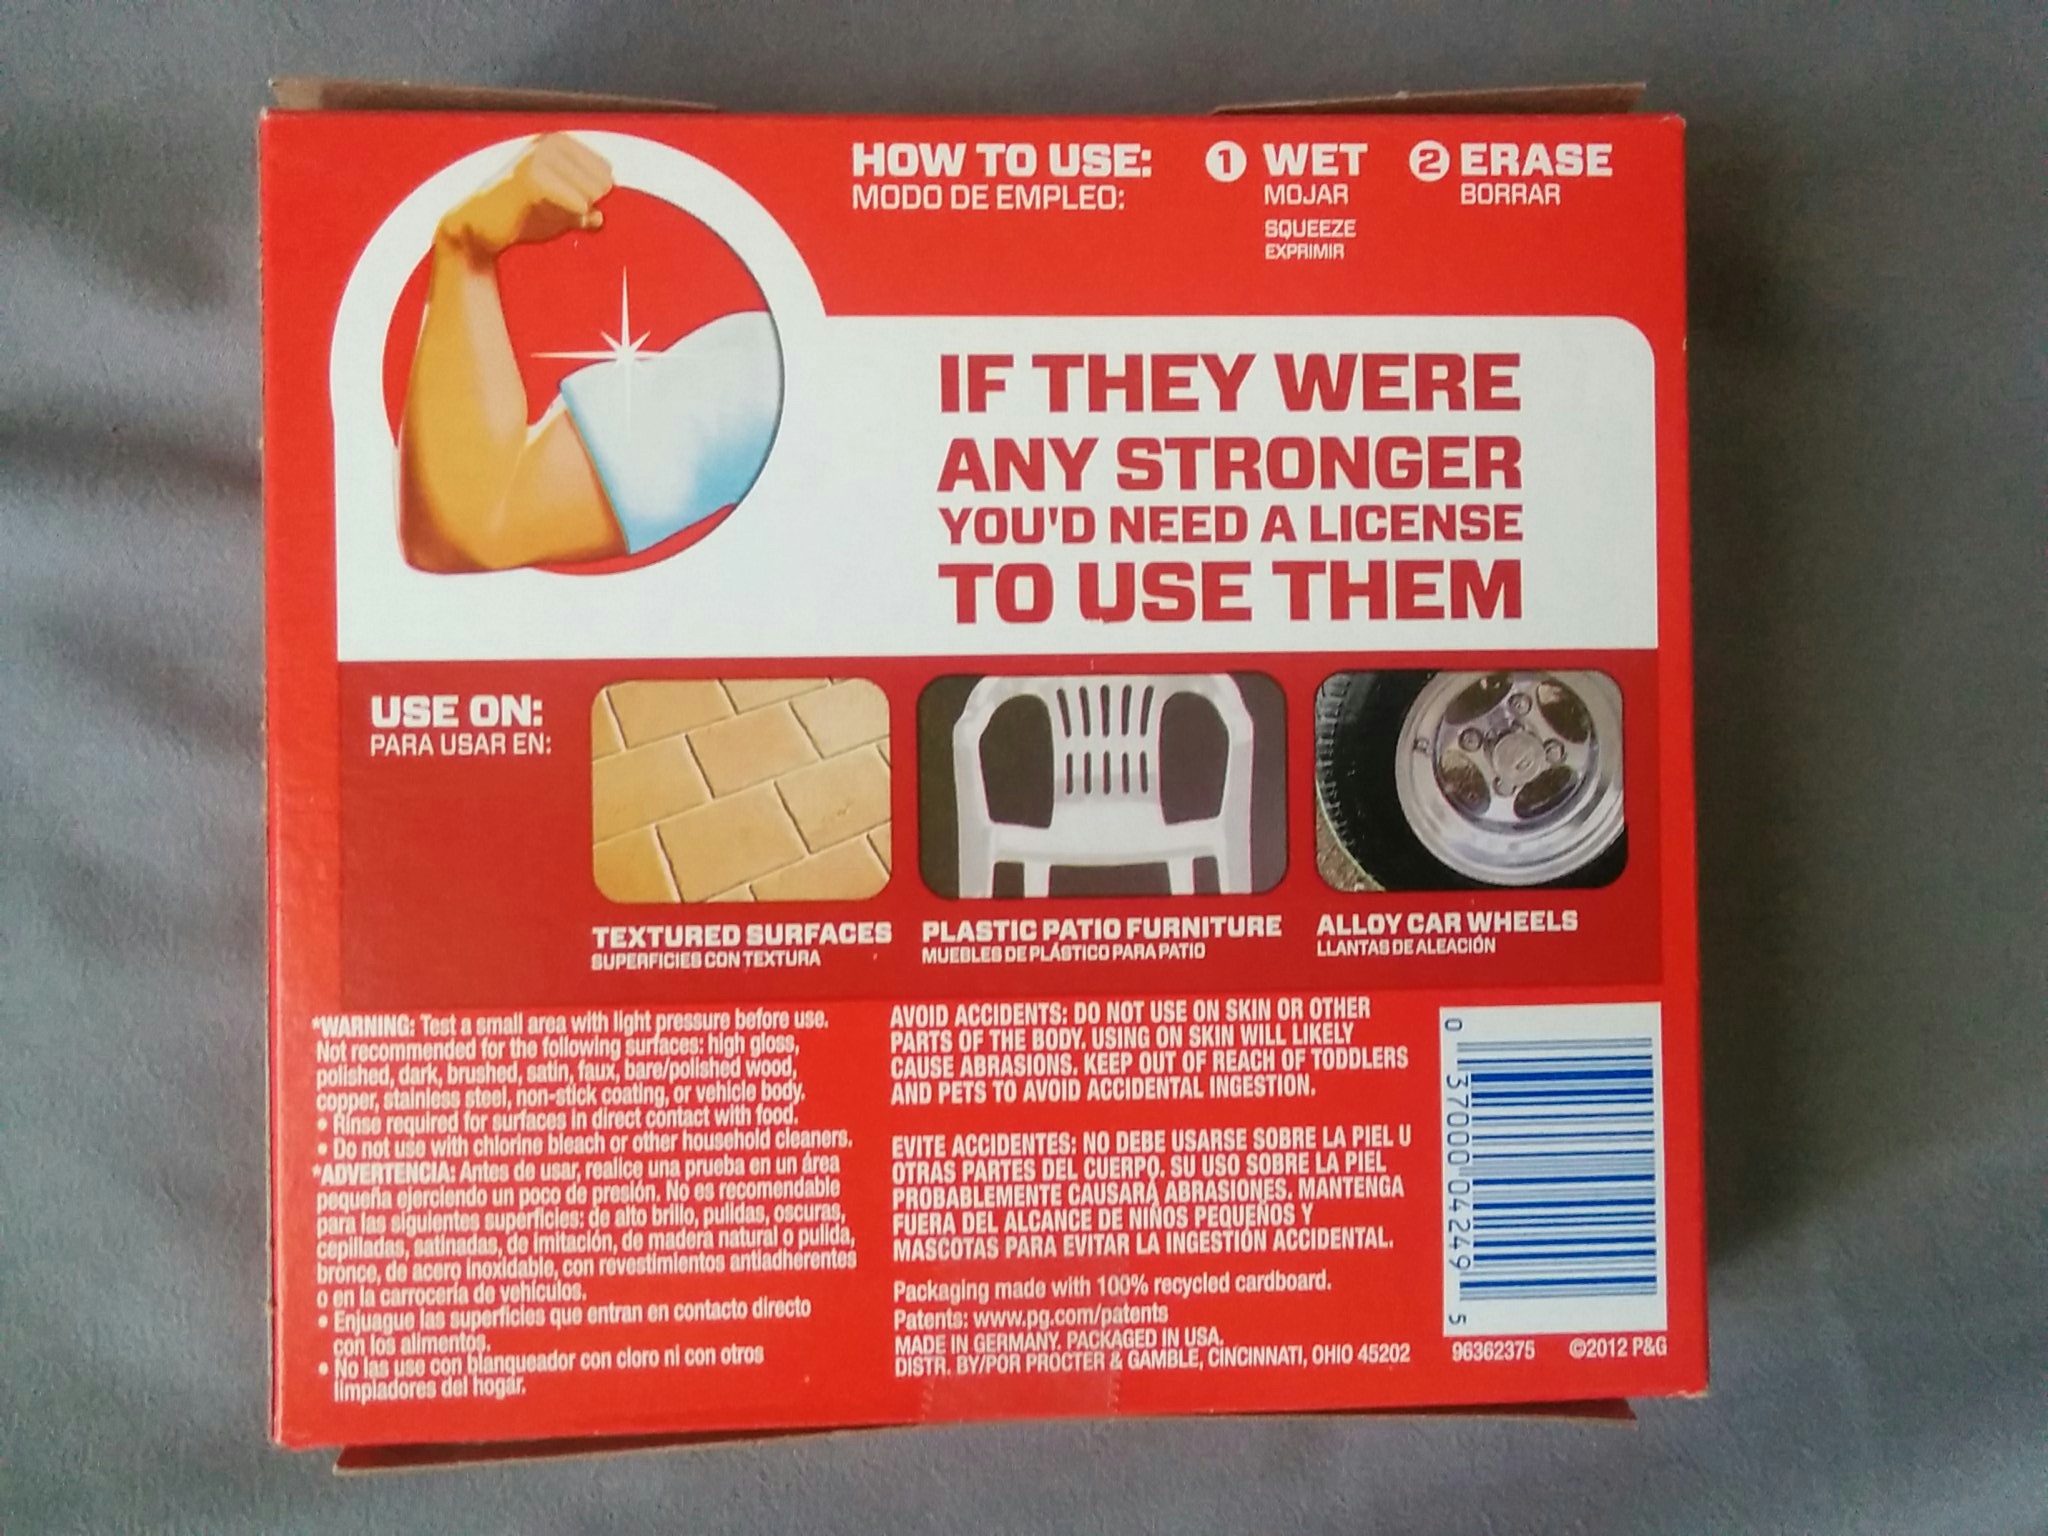 HOW TO USE:
MODO DE EMPLEO:
1 WET
MOJAR
SQUEEZE
EXPRIMIR
2 ERASE
BORRAR
IF THEY WERE
ANY STRONGER
YOU'D NEED A LICENSE
TO USE THEM
USE ON:
PARA USAR EN:
TEXTURED SURFACES
SUPERFICIES CON TEXTURA
PLASTIC PATIO FURNITURE
MUEBLES DE PLÁSTICO PARA PATIO
ALLOY CAR WHEELS
LLANTAS DE ALEACIÓN
*WARNING: Test a small area with light pressure before use.
Not recommended for the following surfaces: high gloss,
polished, dark, brushed, satin, faux, bare/polished wood,
copper, stainless steel, non-stick coating, or vehicle body.
• Rinse required for surfaces in direct contact with food.
• Do not use with chlorine bleach or other household cleaners.
*ADVERTENCIA: Antes de usar, realice una prueba en un área
pequeña ejerciendo un poco de presión. No es recomendable
para las siguientes superficies: de alto brillo, pulidas, oscuras,
cepilladas, satinadas, de imitación, de madera natural o pulida,
bronce, de acero inoxidable, con revestimientos antiadherentes
o en la carrocería de vehículos.
• Enjuague las superficies que entran en contacto directo
con los alimentos.
• No las use con blanqueador con cloro ni con otros
limpiadores del hogar.
AVOID ACCIDENTS: DO NOT USE ON SKIN OR OTHER
PARTS OF THE BODY. USING ON SKIN WILL LIKELY
CAUSE ABRASIONS. KEEP OUT OF REACH OF TODDLERS
AND PETS TO AVOID ACCIDENTAL INGESTION.
EVITE ACCIDENTES: NO DEBE USARSE SOBRE LA PIEL U
OTRAS PARTES DEL CUERPO. SU USO SOBRE LA PIEL
PROBABLEMENTE CAUSARÁ ABRASIONES. MANTENGA
FUERA DEL ALCANCE DE NIÑOS PEQUEÑOS Y
MASCOTAS PARA EVITAR LA INGESTIÓN ACCIDENTAL.
Packaging made with 100% recycled cardboard.
Patents: www.pg.com/patents
MADE IN GERMANY. PACKAGED IN USA.
DISTR. BY/POR PROCTER & GAMBLE, CINCINNATI, OHIO 45202
0 37000 04249 5
96362375 ©2012 P&G